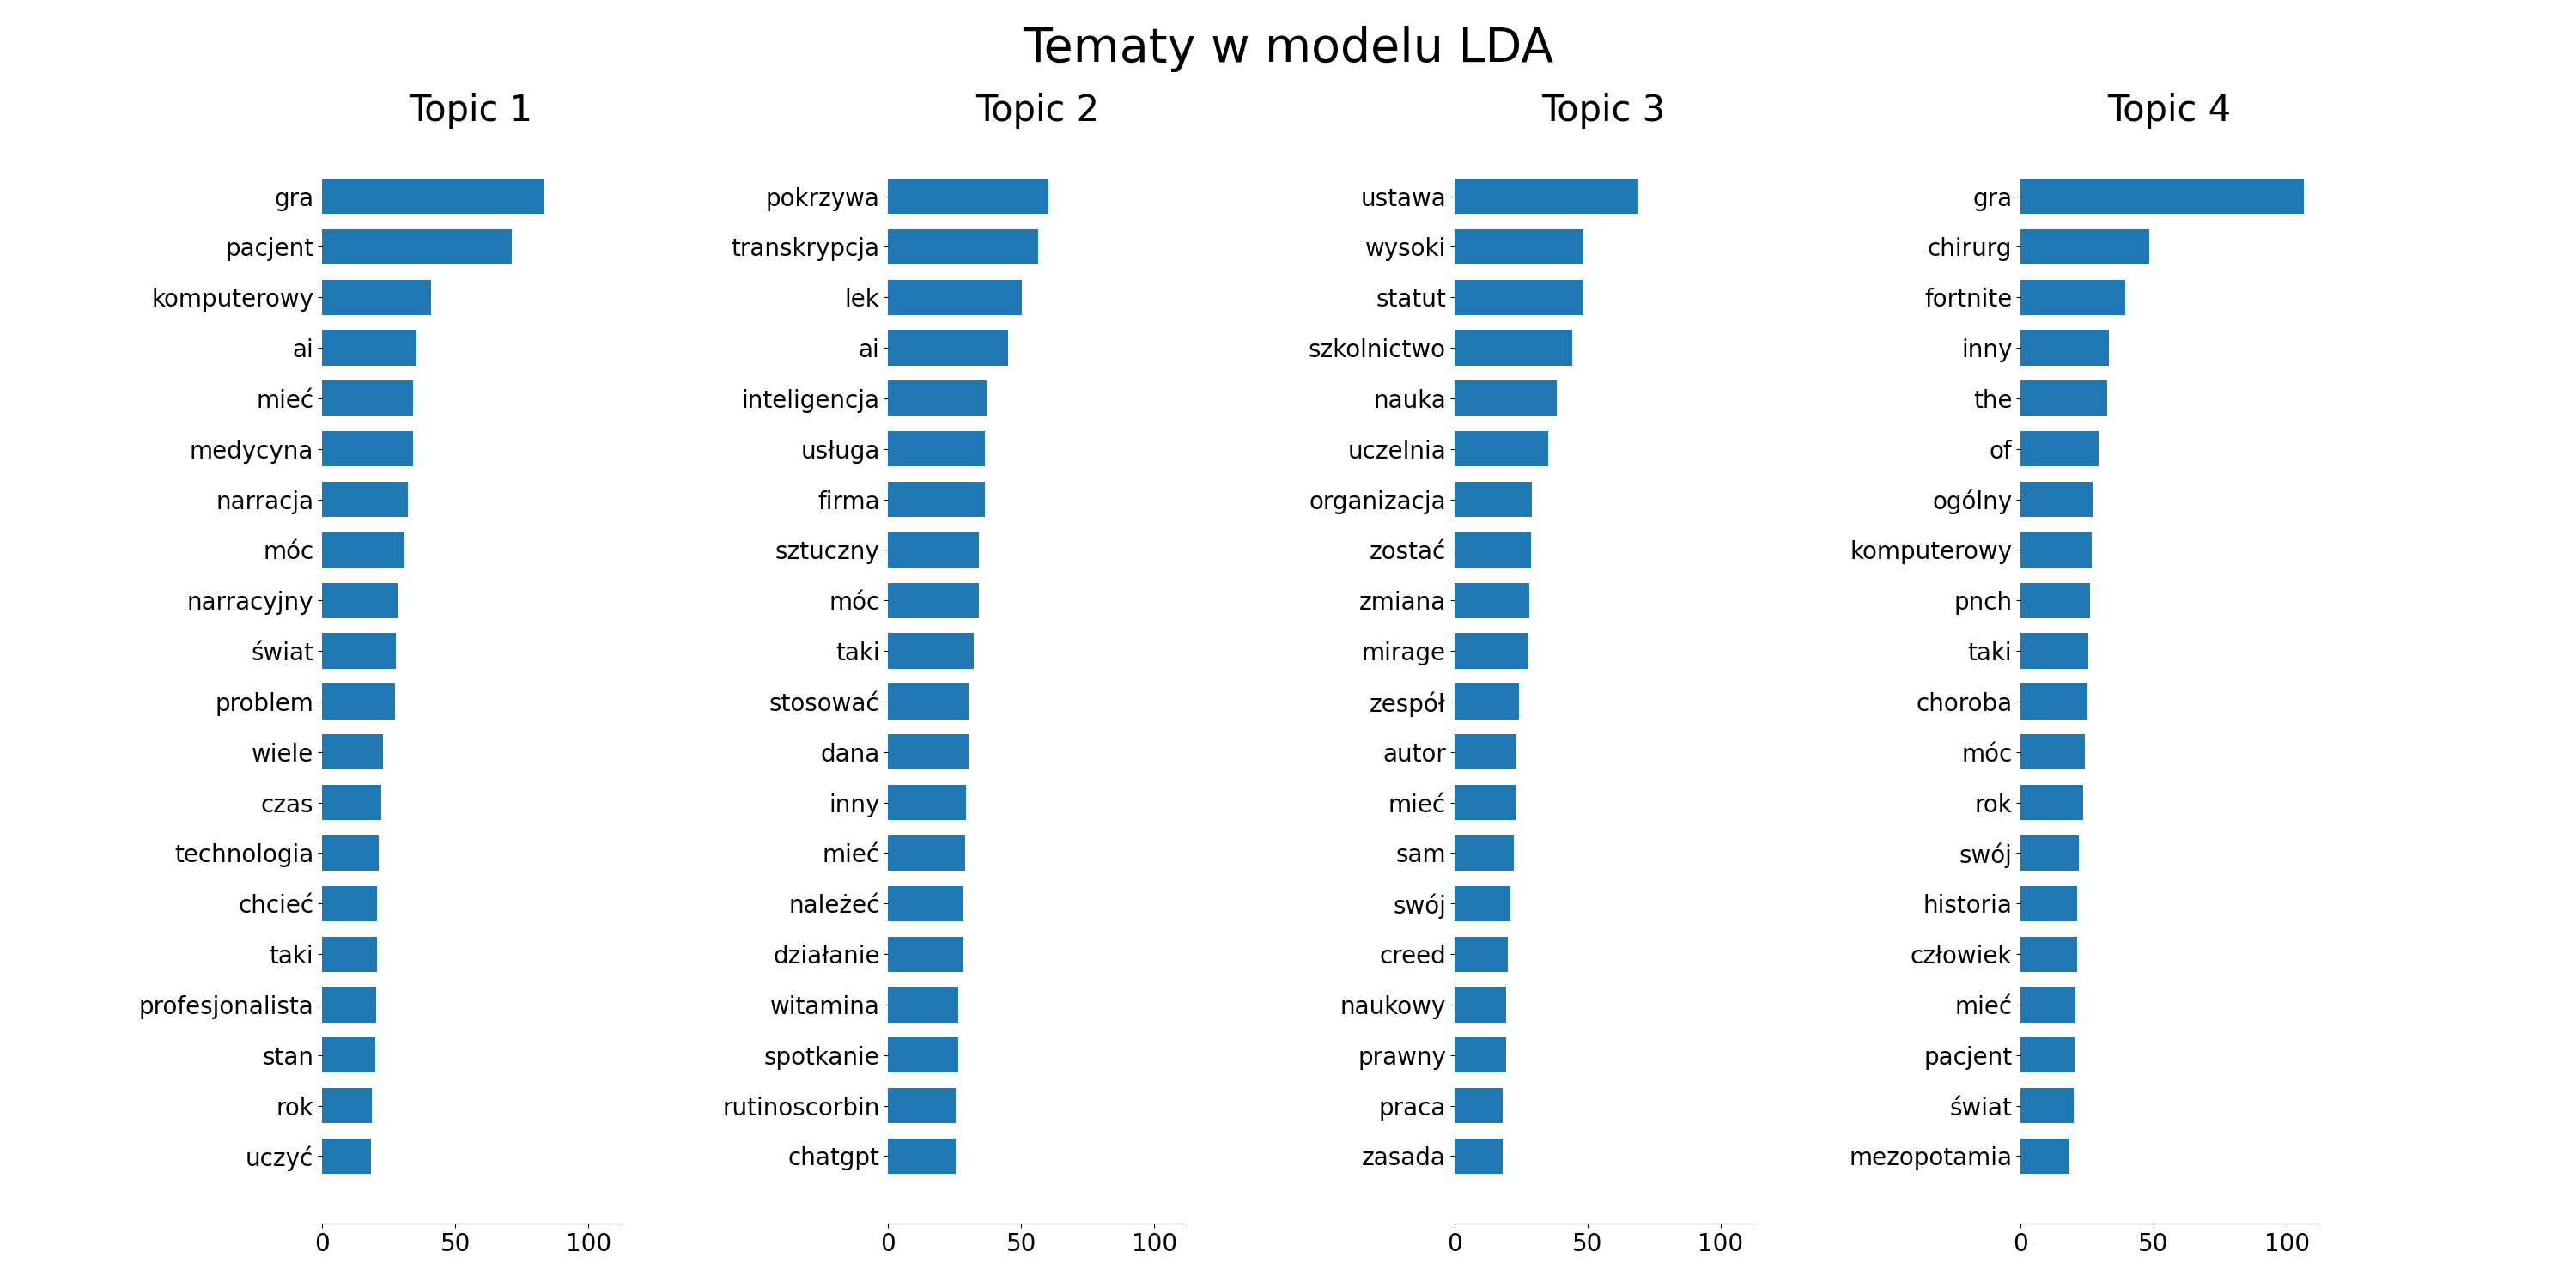 Tematy w modelu LDA
Topic 1
gra
pacjent
komputerowy
ai
mieć
medycyna
narracja
móc
narracyjny
świat
problem
wiele
czas
technologia
chcieć
taki
profesjonalista
stan
rok
uczyć
0 50 100
Topic 2
pokrzywa
transkrypcja
lek
ai
inteligencja
usługa
firma
sztuczny
móc
taki
stosować
dana
inny
mieć
należeć
działanie
witamina
spotkanie
rutinoscorbin
chatgpt
0 50 100
Topic 3
ustawa
wysoki
statut
szkolnictwo
nauka
uczelnia
organizacja
zostać
zmiana
mirage
zespół
autor
mieć
sam
swój
creed
naukowy
prawny
praca
zasada
0 50 100
Topic 4
gra
chirurg
fortnite
inny
the
of
ogólny
komputerowy
pnch
taki
choroba
móc
rok
swój
historia
człowiek
mieć
pacjent
świat
mezopotamia
0 50 100